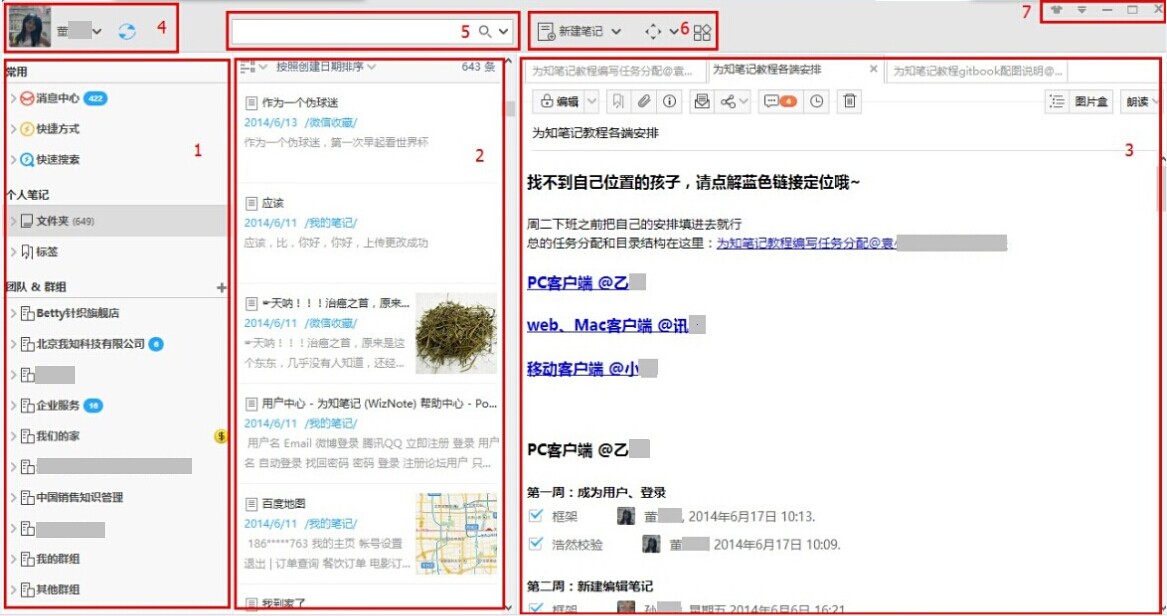 董
4
5
新建笔记
6
7
常用
消息中心 422
快捷方式
快速搜索
1
个人笔记
文件夹 (649)
标签
团队 & 群组
Betty针织旗舰店
北京我知科技有限公司 6
企业服务 16
我们的家
$
中国销售知识管理
我的群组
其他群组
按照创建日期排序 643 条
作为一个伪球迷
2014/6/13 /微信收藏/
作为一个伪球迷，第一次早起看世界杯
2
应该
2014/6/11 /我的笔记/
应该，比，你好，你好，上传更改成功
天呐！！！治癌之首，原来...
2014/6/11 /微信收藏/
天呐！！！治癌之首，原来是这
个东东，几乎没有人知道，还经...
用户中心 - 为知笔记 (WizNote) 帮助中心 - Po...
2014/6/11 /我的笔记/
用户名 Email 微博登录 腾讯QQ 立即注册 登录 用户
名 自动登录 找回密码 密码 登录 注册论坛用户 只...
百度地图
2014/6/11 /我的笔记/
186*****763 我的主页 帐号设置
退出 | 订单查询 餐饮订单 电影订...
我到家了
为知笔记教程编写任务分配@袁...
为知笔记教程各端安排
为知笔记教程gitbook配图说明@...
编辑
4
图片盒
朗读
为知笔记教程各端安排
3
找不到自己位置的孩子，请点解蓝色链接定位哦~
周二下班之前把自己的安排填进去就行
总的任务分配和目录结构在这里：为知笔记教程编写任务分配@袁
PC客户端 @乙
web、Mac客户端 @讯
移动客户端 @小
PC客户端 @乙
第一周：成为用户、登录
框架 董 , 2014年6月17日 10:13.
浩然校验 董 2014年6月17日 10:09.
第二周：新建编辑笔记
框架 孙 , 星期五 2014年6月6日 16:21